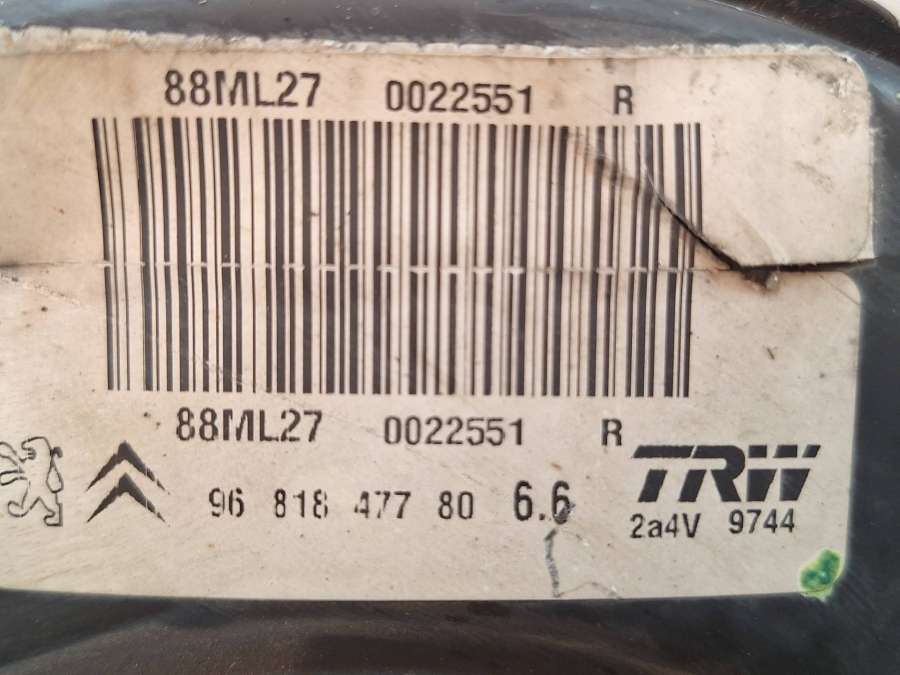 88ML27 0022551 R
88ML27 0022551 R
TRW
96 818 477 80 6.6
2a4V 9744